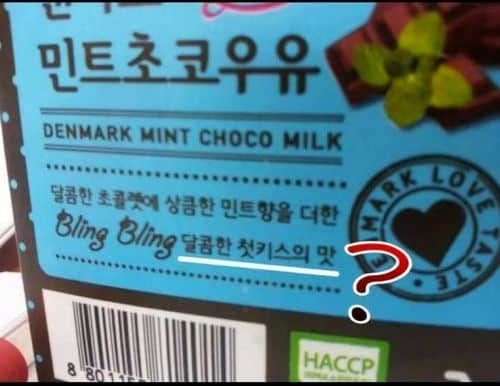 민트초코우유
DENMARK MINT CHOCO MILK
달콤한 초콜렛에 상큼한 민트향을 더한
Bling Bling 달콤한 첫키스의 맛
?
MARK LOVE TASTE
HACCP